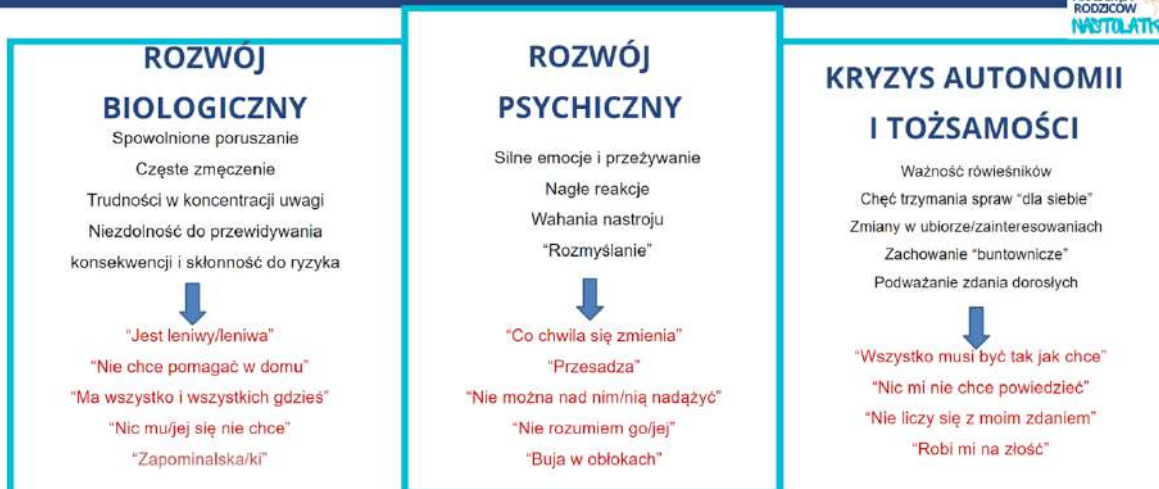 RODZICÓW
NASTOLATK
ROZWÓJ
BIOLOGICZNY
Spowolnione poruszanie
Częste zmęczenie
Trudności w koncentracji uwagi
Niezdolność do przewidywania
konsekwencji i skłonność do ryzyka
"Jest leniwy/leniwa"
"Nie chce pomagać w domu"
"Ma wszystko i wszystkich gdzieś"
"Nic mu/jej się nie chce"
"Zapominalska/ki"
ROZWÓJ
PSYCHICZNY
Silne emocje i przeżywanie
Nagłe reakcje
Wahania nastroju
"Rozmyślanie"
"Co chwila się zmienia"
"Przesadza"
"Nie można nad nim/nią nadążyć"
"Nie rozumiem go/jej"
"Buja w obłokach"
KRYZYS AUTONOMII
I TOŻSAMOŚCI
Ważność rówieśników
Chęć trzymania spraw "dla siebie"
Zmiany w ubiorze/zainteresowaniach
Zachowanie "buntownicze"
Podważanie zdania dorosłych
"Wszystko musi być tak jak chce"
"Nic mi nie chce powiedzieć"
"Nie liczy się z moim zdaniem"
"Robi mi na złość"